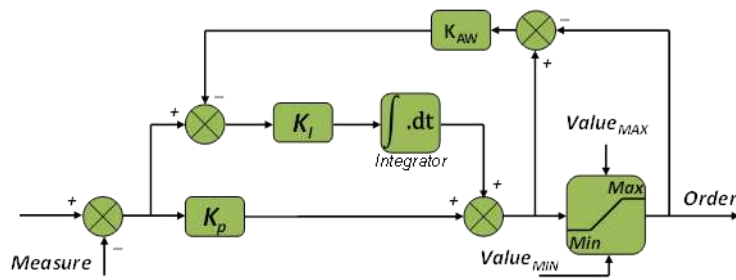 −
K_AW
−
+
+
K_I
∫ .dt
Value_MAX
Integrator
+
+
K_p
+
Max
Order
Min
−
Measure
Value_MIN